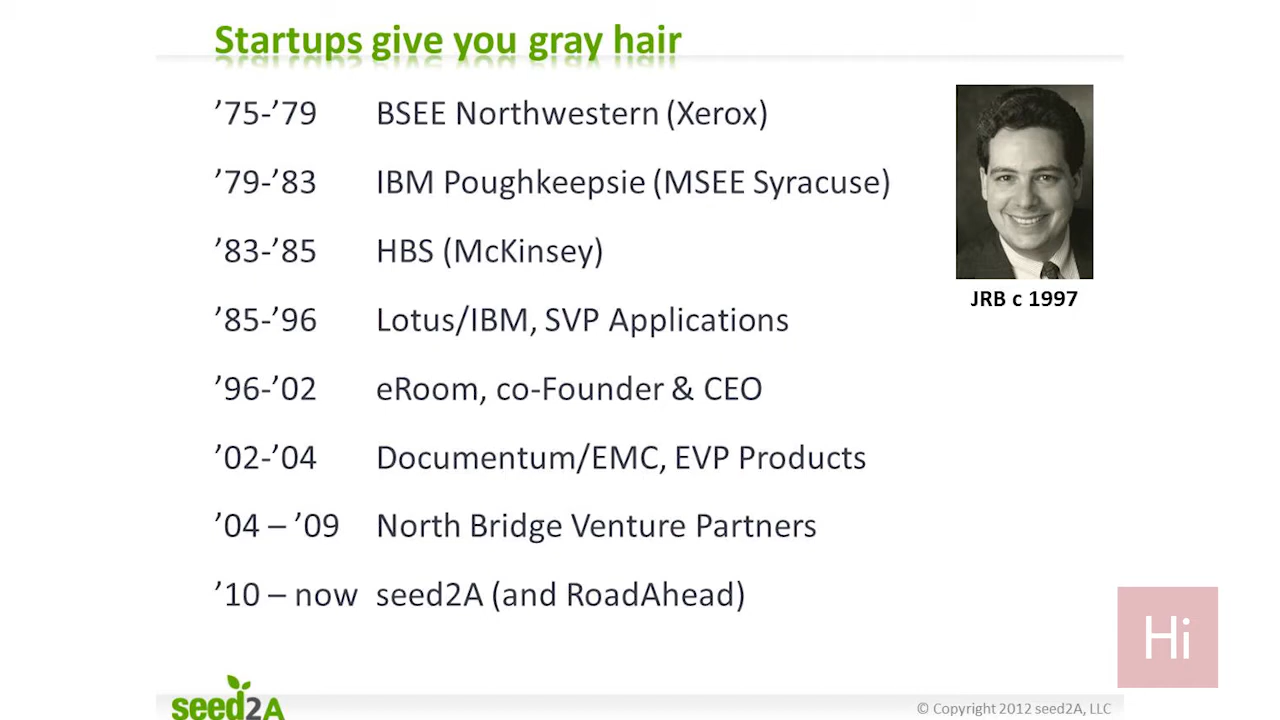 Startups give you gray hair
’75-’79 BSEE Northwestern (Xerox)
’79-’83 IBM Poughkeepsie (MSEE Syracuse)
’83-’85 HBS (McKinsey)
’85-’96 Lotus/IBM, SVP Applications
’96-’02 eRoom, co-Founder & CEO
’02-’04 Documentum/EMC, EVP Products
’04 – ’09 North Bridge Venture Partners
’10 – now seed2A (and RoadAhead)
JRB c 1997
Hi
seed2A
© Copyright 2012 seed2A, LLC